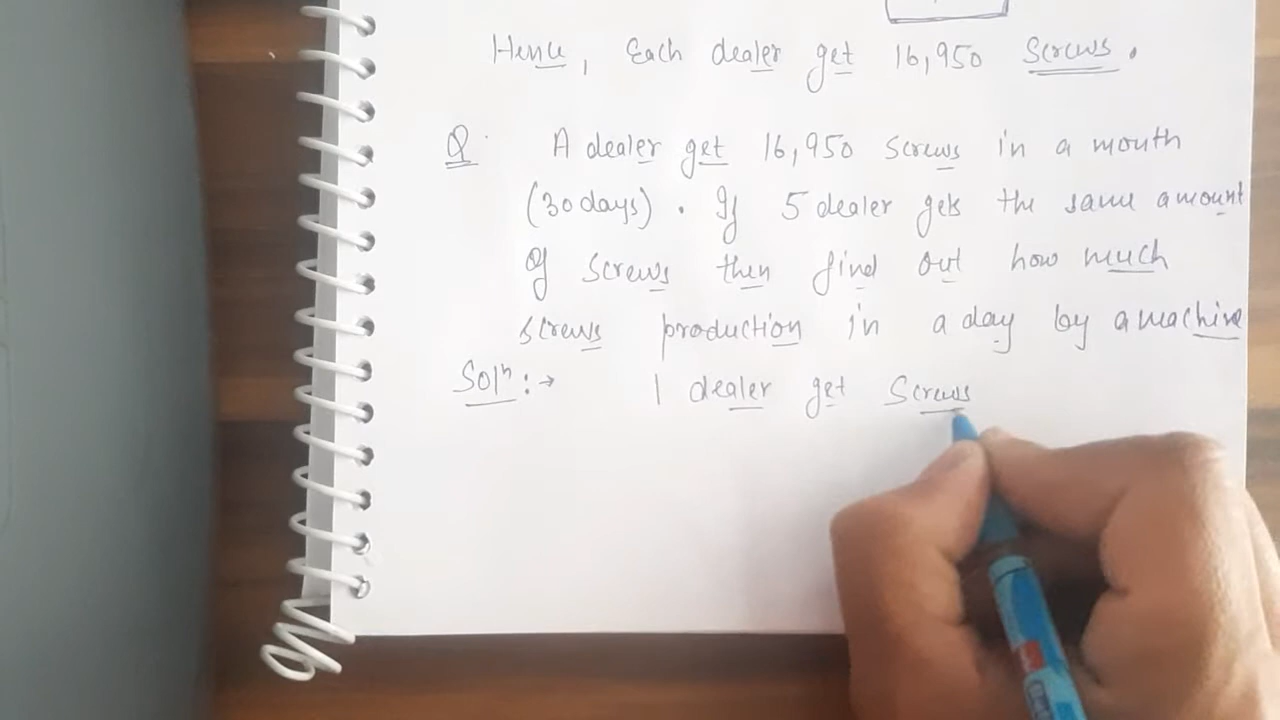 Hence, Each dealer get 16,950 Screws.
Q. A dealer get 16,950 Screws in a mouth
(30 days). If 5 dealer gets the same amount
Of screws then find out how much
screws production in a day by a machine
Solⁿ :→ 1 dealer get Screws